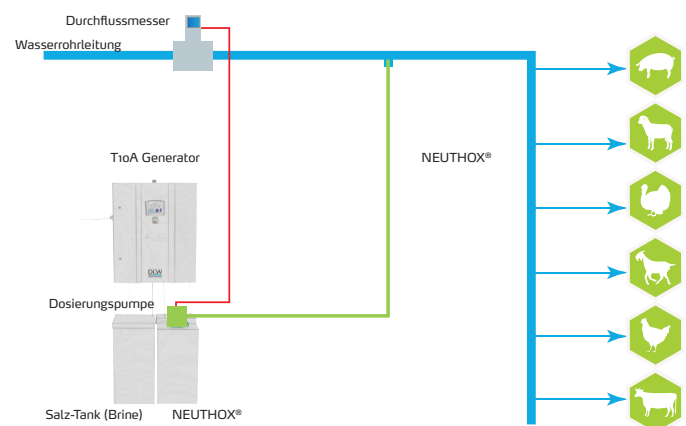 Durchflussmesser
Wasserrohrleitung
T10A Generator
NEUTHOX®
Dosierungspumpe
Salz-Tank (Brine)
NEUTHOX®